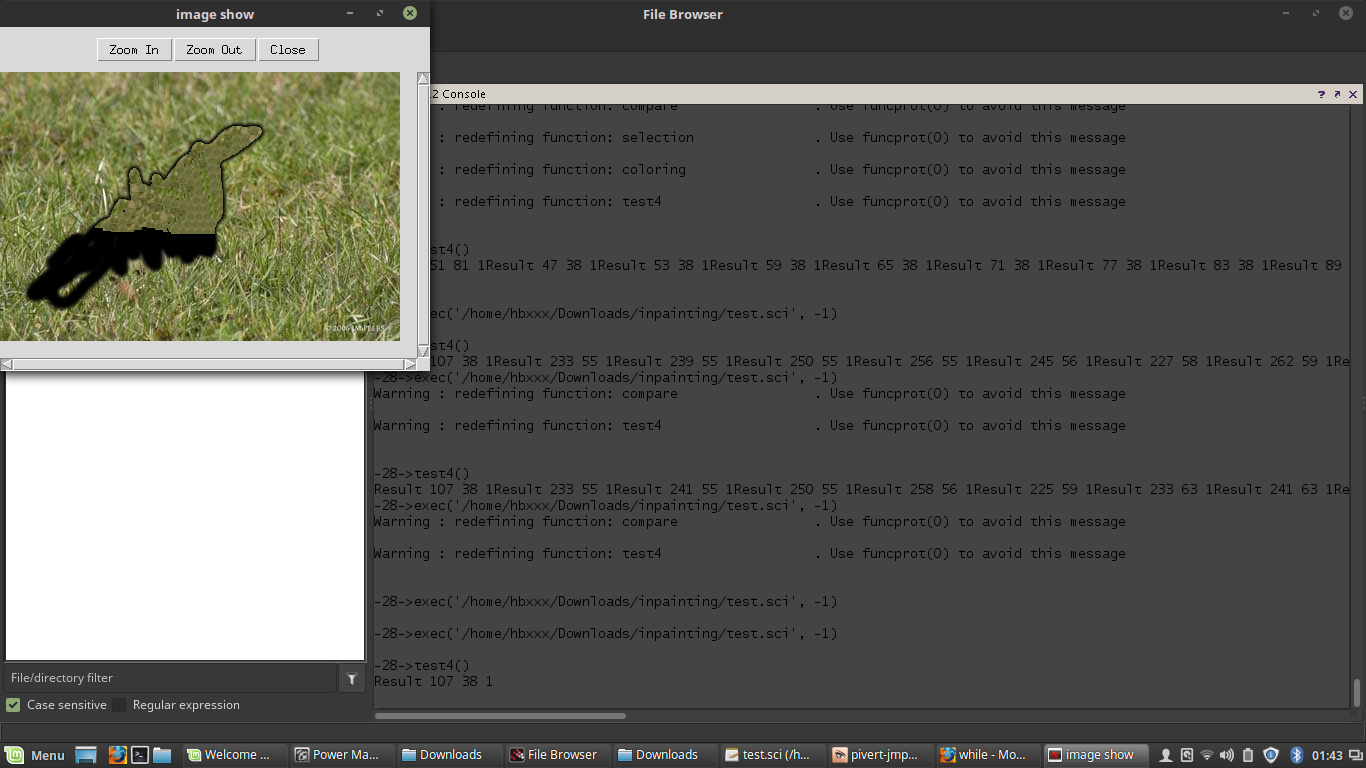 image show
File Browser
Zoom In
Zoom Out
Close
Console
: redefining function: compare . Use funcprot(0) to avoid this message
: redefining function: selection . Use funcprot(0) to avoid this message
: redefining function: coloring . Use funcprot(0) to avoid this message
: redefining function: test4 . Use funcprot(0) to avoid this message
st4()
51 81 1Result 47 38 1Result 53 38 1Result 59 38 1Result 65 38 1Result 71 38 1Result 77 38 1Result 83 38 1Result 89
ec('/home/hbxxx/Downloads/inpainting/test.sci', -1)
st4()
107 38 1Result 233 55 1Result 239 55 1Result 250 55 1Result 256 55 1Result 245 56 1Result 227 58 1Result 262 59 1Re
-28->exec('/home/hbxxx/Downloads/inpainting/test.sci', -1)
Warning : redefining function: compare . Use funcprot(0) to avoid this message
Warning : redefining function: test4 . Use funcprot(0) to avoid this message
-28->test4()
Result 107 38 1Result 233 55 1Result 241 55 1Result 250 55 1Result 258 56 1Result 225 59 1Result 233 63 1Result 241 63 1Re
-28->exec('/home/hbxxx/Downloads/inpainting/test.sci', -1)
Warning : redefining function: compare . Use funcprot(0) to avoid this message
Warning : redefining function: test4 . Use funcprot(0) to avoid this message
-28->exec('/home/hbxxx/Downloads/inpainting/test.sci', -1)
-28->exec('/home/hbxxx/Downloads/inpainting/test.sci', -1)
-28->test4()
Result 107 38 1
© 2006
File/directory filter
Case sensitive
Regular expression
Menu
Welcome ...
Power Ma...
Downloads
File Browser
Downloads
test.sci (/h...
pivert-jmp...
while - Mo...
image show
01:43